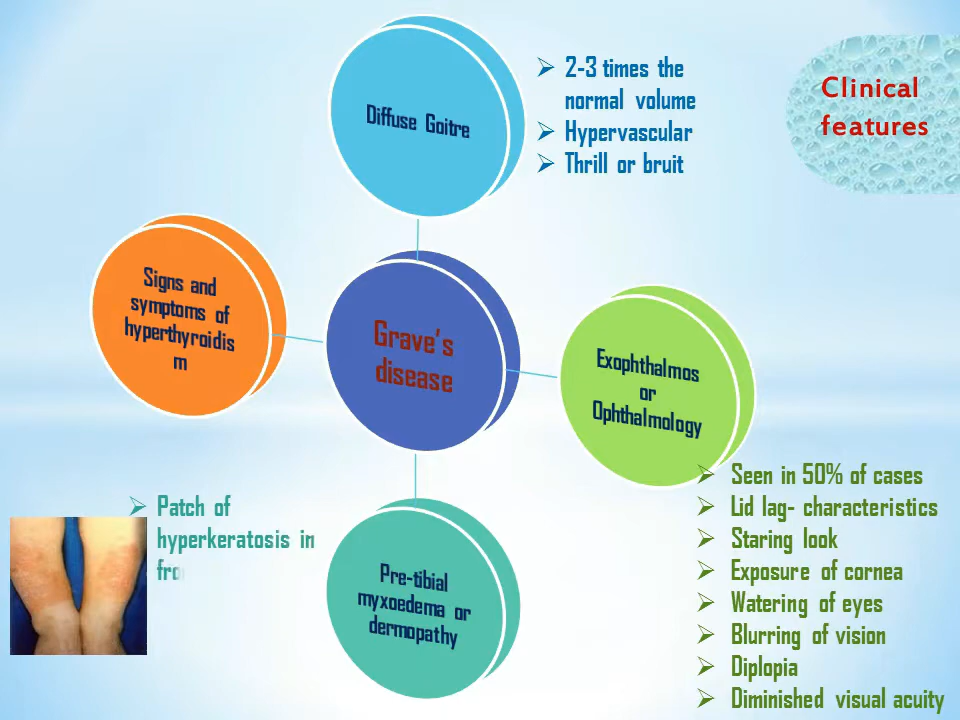 Clinical
features
Diffuse Goitre
➢ 2-3 times the
normal volume
➢ Hypervascular
➢ Thrill or bruit
Signs and
symptoms of
hyperthyroidis
m
Grave's
disease
Exophthalmos
or
Ophthalmology
➢ Seen in 50% of cases
➢ Lid lag- characteristics
➢ Staring look
➢ Exposure of cornea
➢ Watering of eyes
➢ Blurring of vision
➢ Diplopia
➢ Diminished visual acuity
➢ Patch of
hyperkeratosis in
Pre-tibial
myxoedema or
dermopathy